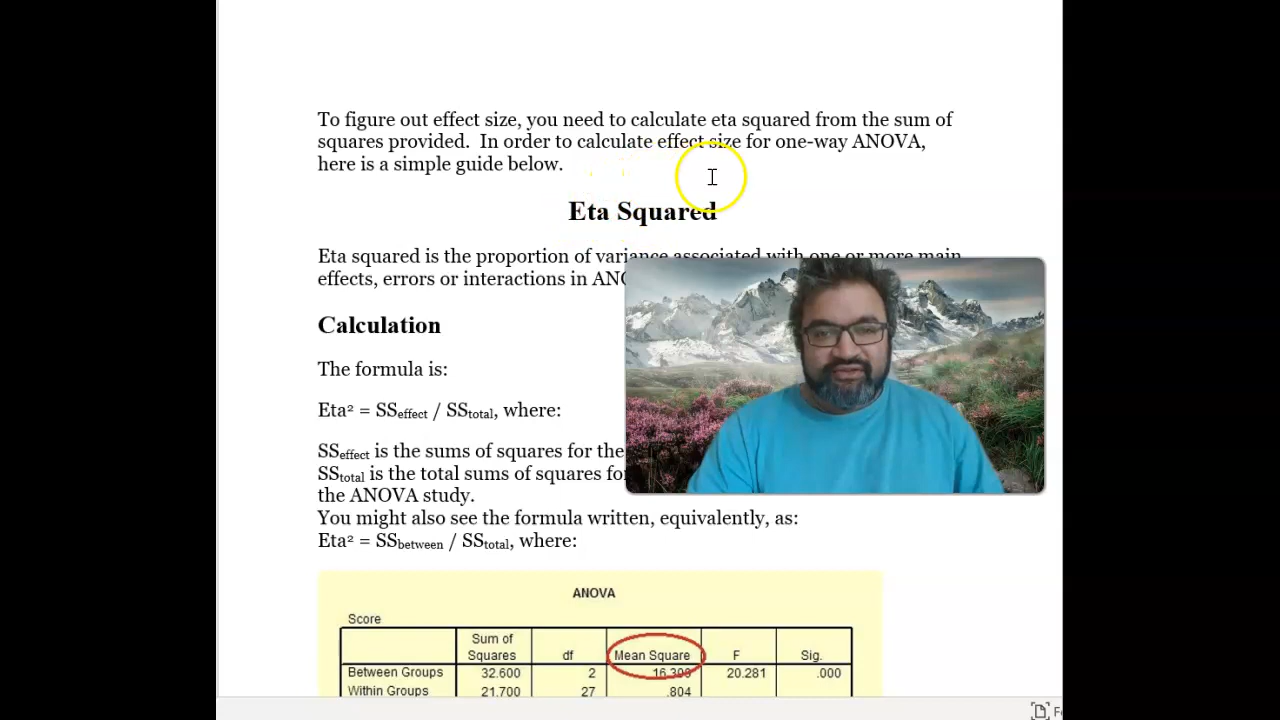 To figure out effect size, you need to calculate eta squared from the sum of
squares provided. In order to calculate effect size for one-way ANOVA,
here is a simple guide below.
Eta Squared
Eta squared is the proportion of variance associated with one or more main
effects, errors or interactions in
Calculation
The formula is:
Eta² = SSeffect / SStotal, where:
SSeffect is the sums of squares for the
SStotal is the total sums of squares
the ANOVA study.
You might also see the formula written, equivalently, as:
Eta² = SSbetween / SStotal, where:
ANOVA
Score
Sum of
Squares df Mean Square F Sig.
Between Groups 32.600 2 16.300 20.281 .000
Within Groups 21.700 27 .804